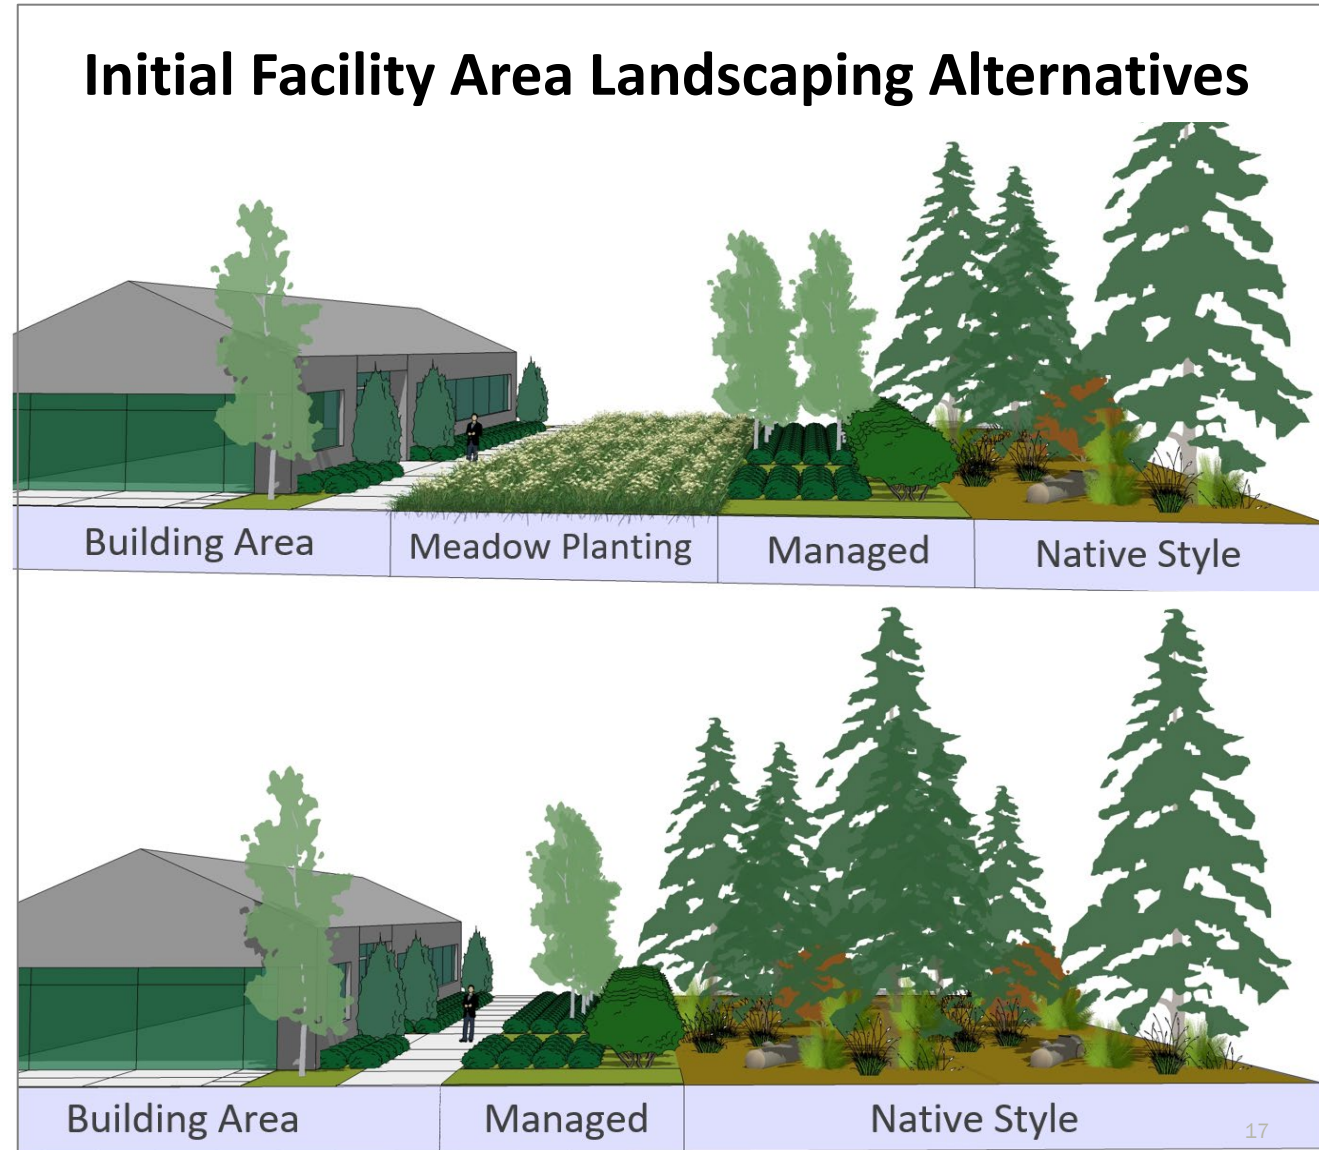 Initial Facility Area Landscaping Alternatives
Building Area
Meadow Planting
Managed
Native Style
Building Area
Managed
Native Style
17